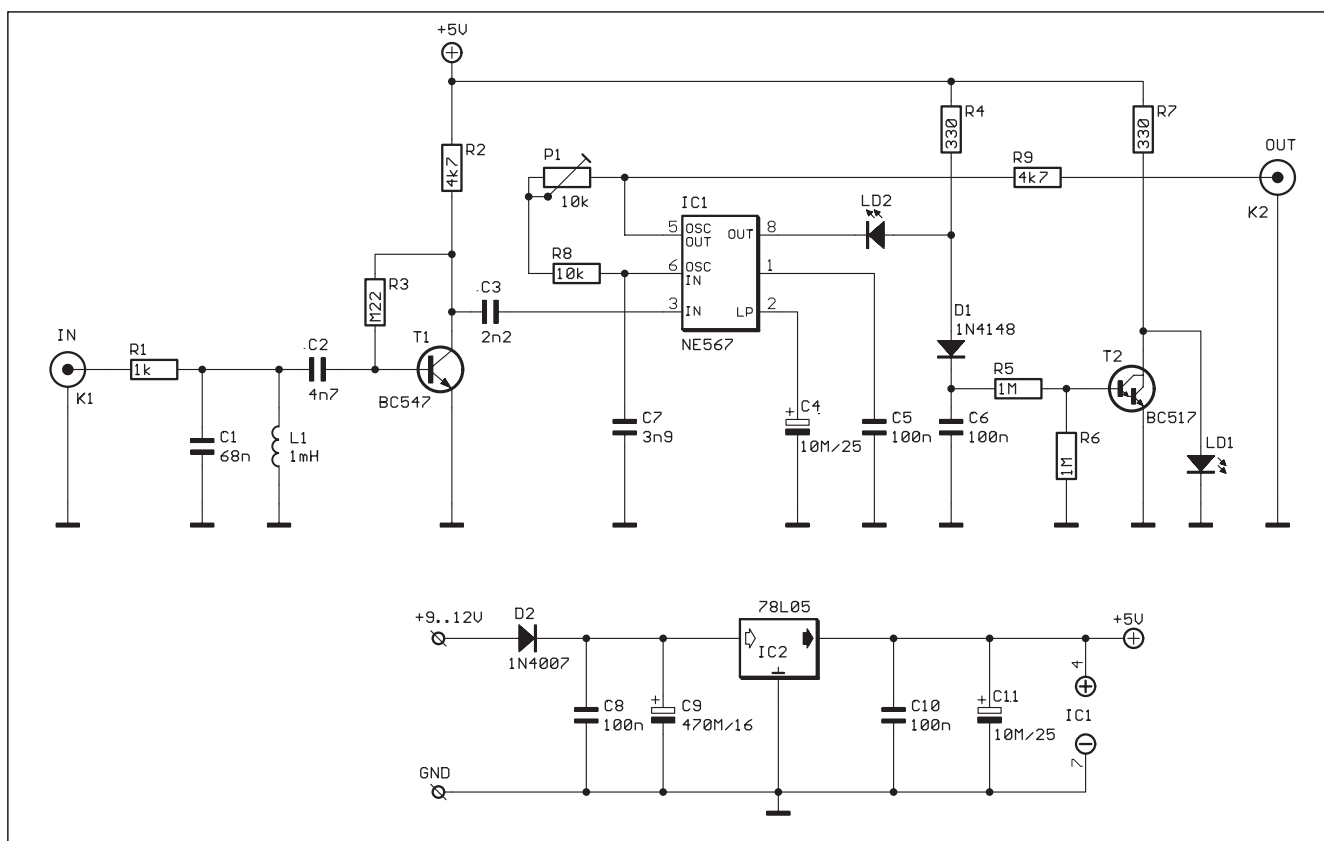 +5V
R2
4k7
R3
M22
.C3
2n2
T1
BC547
IN
K1
R1
1k
.C2
4n7
C1
68n
L1
1mH
P1
10k
R8
10k
IC1
5
OSC
OUT
6
OSC
IN
3
IN
OUT
8
1
LP
2
NE567
C7
3n9
+
C4
10M/25
C5
100n
LD2
R4
330
D1
1N4148
C6
100n
R5
1M
R6
1M
R9
4k7
R7
330
T2
BC517
LD1
OUT
K2
+9..12V
D2
1N4007
C8
100n
+
C9
470M/16
78L05
IC2
C10
100n
+
C11
10M/25
+5V
4
IC1
7
GND